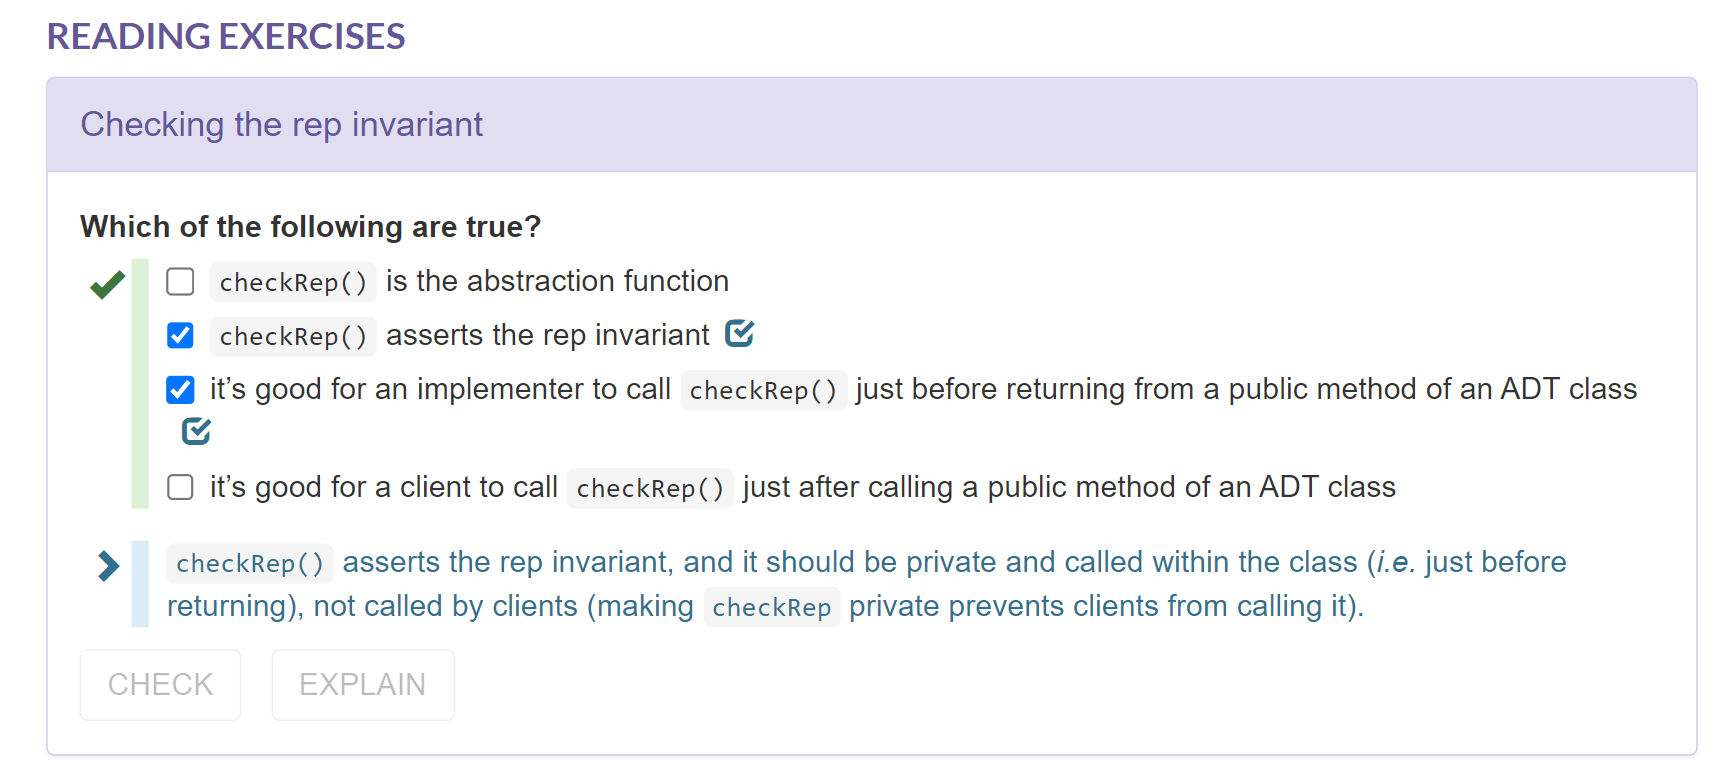 READING EXERCISES
Checking the rep invariant
Which of the following are true?
checkRep() is the abstraction function
checkRep() asserts the rep invariant
it’s good for an implementer to call checkRep() just before returning from a public method of an ADT class
it’s good for a client to call checkRep() just after calling a public method of an ADT class
checkRep() asserts the rep invariant, and it should be private and called within the class (i.e. just before
returning), not called by clients (making checkRep private prevents clients from calling it).
CHECK
EXPLAIN